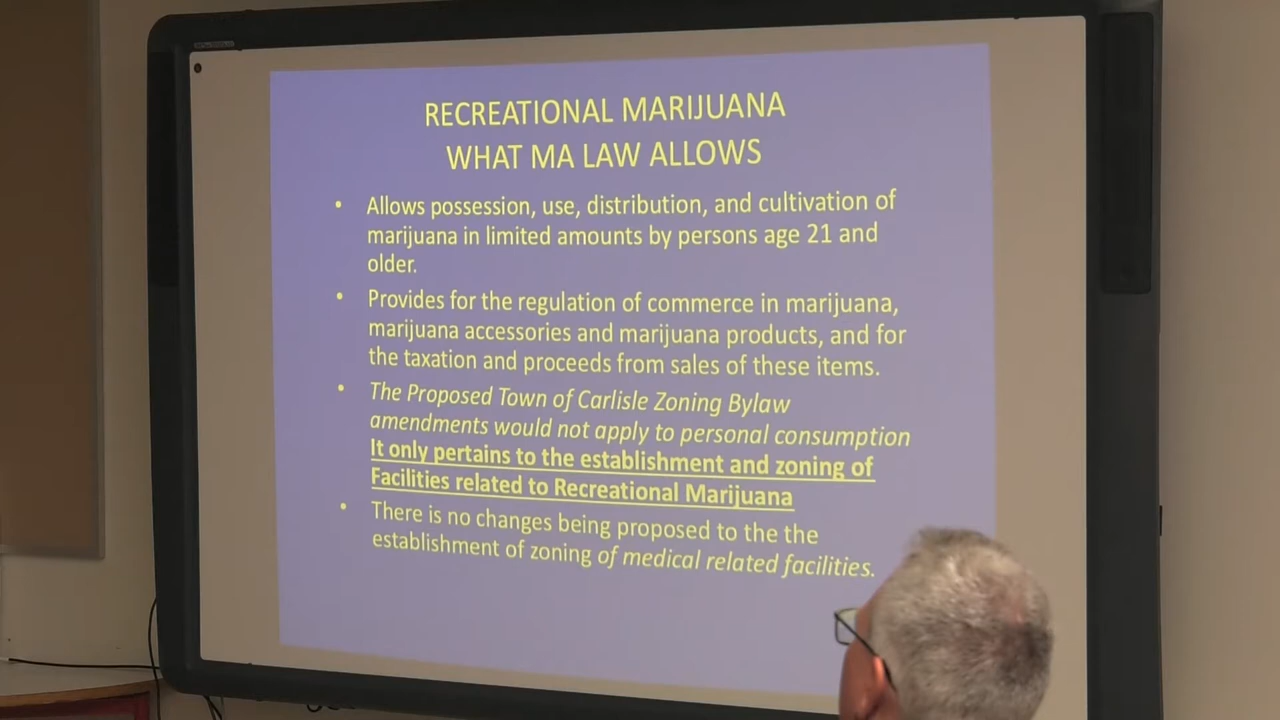 RECREATIONAL MARIJUANA
WHAT MA LAW ALLOWS
• Allows possession, use, distribution, and cultivation of
marijuana in limited amounts by persons age 21 and
older.
• Provides for the regulation of commerce in marijuana,
marijuana accessories and marijuana products, and for
the taxation and proceeds from sales of these items.
• The Proposed Town of Carlisle Zoning Bylaw
amendments would not apply to personal consumption
It only pertains to the establishment and zoning of
Facilities related to Recreational Marijuana
• There is no changes being proposed to the the
establishment of zoning of medical related facilities.